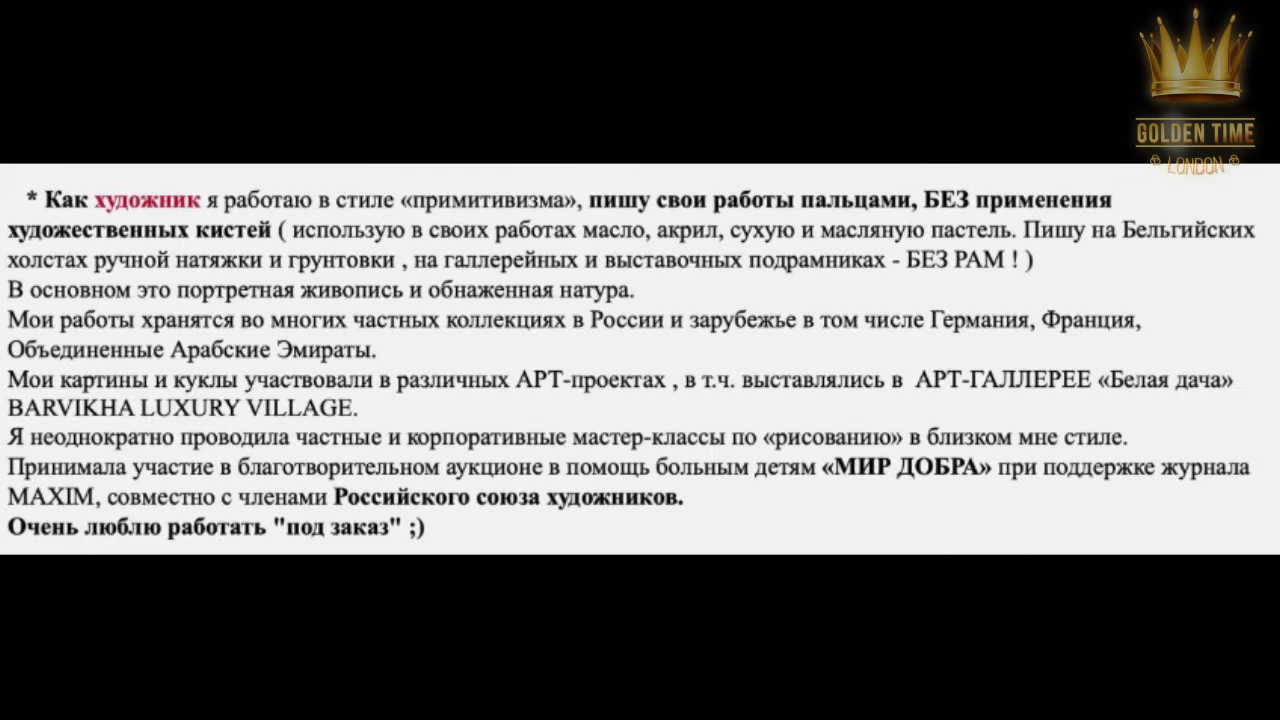 GOLDEN TIME
LONDON
* Как художник я работаю в стиле «примитивизма», пишу свои работы пальцами, БЕЗ применения
художественных кистей ( использую в своих работах масло, акрил, сухую и масляную пастель. Пишу на Бельгийских
холстах ручной натяжки и грунтовки , на галлерейных и выставочных подрамниках - БЕЗ РАМ ! )
В основном это портретная живопись и обнаженная натура.
Мои работы хранятся во многих частных коллекциях в России и зарубежье в том числе Германия, Франция,
Объединенные Арабские Эмираты.
Мои картины и куклы участвовали в различных АРТ-проектах , в т.ч. выставлялись в АРТ-ГАЛЛЕРЕЕ «Белая дача»
BARVIKHA LUXURY VILLAGE.
Я неоднократно проводила частные и корпоративные мастер-классы по «рисованию» в близком мне стиле.
Принимала участие в благотворительном аукционе в помощь больным детям «МИР ДОБРА» при поддержке журнала
MAXIM, совместно с членами Российского союза художников.
Очень люблю работать "под заказ" ;)